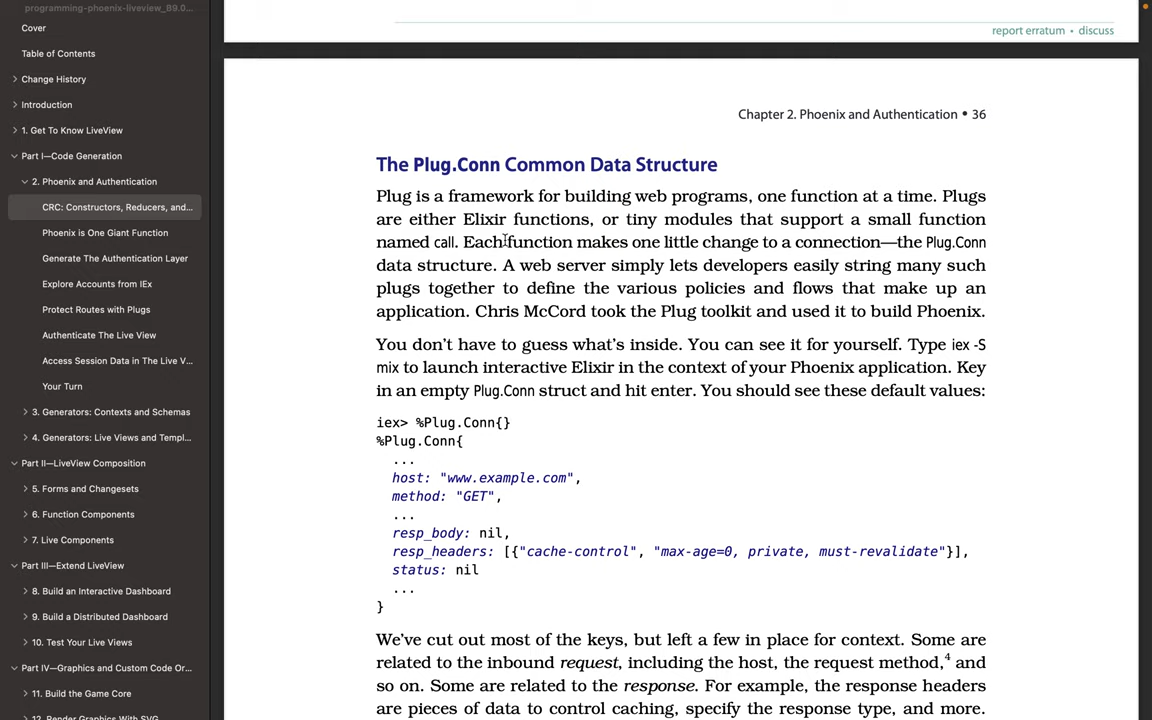 programming-phoenix-liveview_89.0...
Cover
Table of Contents
Change History
Introduction
1. Get To Know LiveView
Part I—Code Generation
2. Phoenix and Authentication
CRC: Constructors, Reducers, and...
Phoenix is One Giant Function
Generate The Authentication Layer
Explore Accounts from IEx
Protect Routes with Plugs
Authenticate The Live View
Access Session Data in The Live V...
Your Turn
3. Generators: Contexts and Schemas
4. Generators: Live Views and Templ...
Part II—LiveView Composition
5. Forms and Changesets
6. Function Components
7. Live Components
Part III—Extend LiveView
8. Build an Interactive Dashboard
9. Build a Distributed Dashboard
10. Test Your Live Views
Part IV—Graphics and Custom Code Or...
11. Build the Game Core
12. Render Graphics With SVG
report erratum • discuss
Chapter 2. Phoenix and Authentication • 36
The Plug.Conn Common Data Structure
Plug is a framework for building web programs, one function at a time. Plugs
are either Elixir functions, or tiny modules that support a small function
named call. Each function makes one little change to a connection—the Plug.Conn
data structure. A web server simply lets developers easily string many such
plugs together to define the various policies and flows that make up an
application. Chris McCord took the Plug toolkit and used it to build Phoenix.
You don't have to guess what's inside. You can see it for yourself. Type iex -S
mix to launch interactive Elixir in the context of your Phoenix application. Key
in an empty Plug.Conn struct and hit enter. You should see these default values:
iex> %Plug.Conn{}
%Plug.Conn{
...
host: "www.example.com",
method: "GET",
...
resp_body: nil,
resp_headers: [{"cache-control", "max-age=0, private, must-revalidate"}],
status: nil
...
}
We've cut out most of the keys, but left a few in place for context. Some are
related to the inbound request, including the host, the request method,4 and
so on. Some are related to the response. For example, the response headers
are pieces of data to control caching, specify the response type, and more.